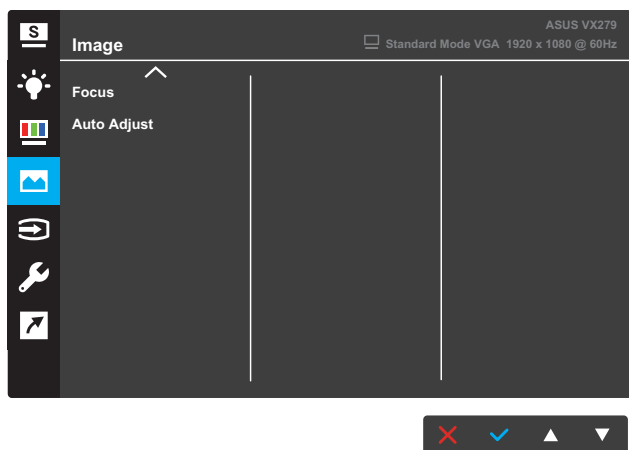 S
ASUS VX279
Image
Standard Mode VGA 1920 x 1080 @ 60Hz
Focus
Auto Adjust